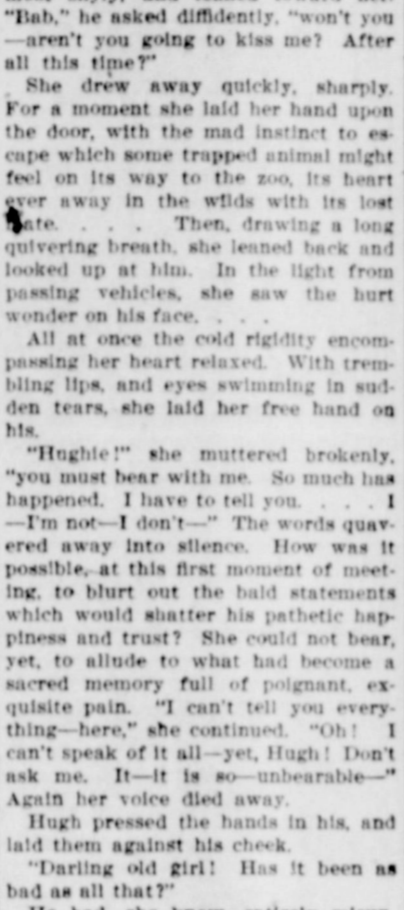 "Bab," he asked diffidently, "won't you
—aren't you going to kiss me? After
all this time?"
She drew away quickly, sharply.
For a moment she laid her hand upon
the door, with the mad instinct to es-
cape which some trapped animal might
feel on its way to the zoo, its heart
ever away in the wilds with its lost
mate. . . . Then, drawing a long
quivering breath, she leaned back and
looked up at him. In the light from
passing vehicles, she saw the hurt
wonder on his face. . . .
All at once the cold rigidity encom-
passing her heart relaxed. With trem-
bling lips, and eyes swimming in sud-
den tears, she laid her free hand on
his.
"Hughie!" she muttered brokenly,
"you must bear with me. So much has
happened. I have to tell you. . . . I
—I'm not—I don't—" The words quav-
ered away into silence. How was it
possible, at this first moment of meet-
ing, to blurt out the bald statements
which would shatter his pathetic hap-
piness and trust? She could not bear,
yet, to allude to what had become a
sacred memory full of poignant, ex-
quisite pain. "I can't tell you every-
thing—here," she continued. "Oh! I
can't speak of it all—yet, Hugh! Don't
ask me. It—it is so—unbearable—"
Again her voice died away.
Hugh pressed the hands in his, and
laid them against his cheek.
"Darling old girl! Has it been as
bad as all that?"